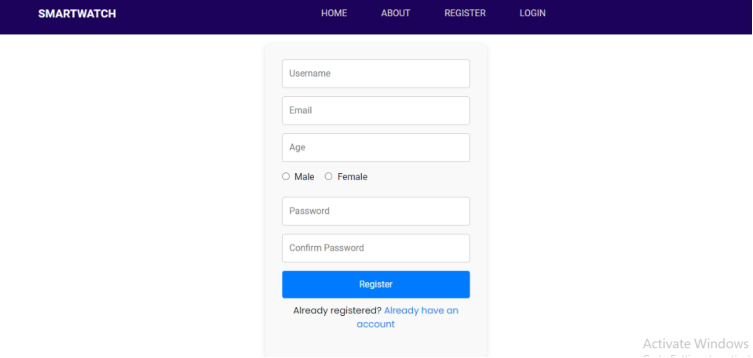 SMARTWATCH HOME ABOUT REGISTER LOGIN
Username
Email
Age
Male Female
Password
Confirm Password
Register
Already registered? Already have an
account
Activate Windows